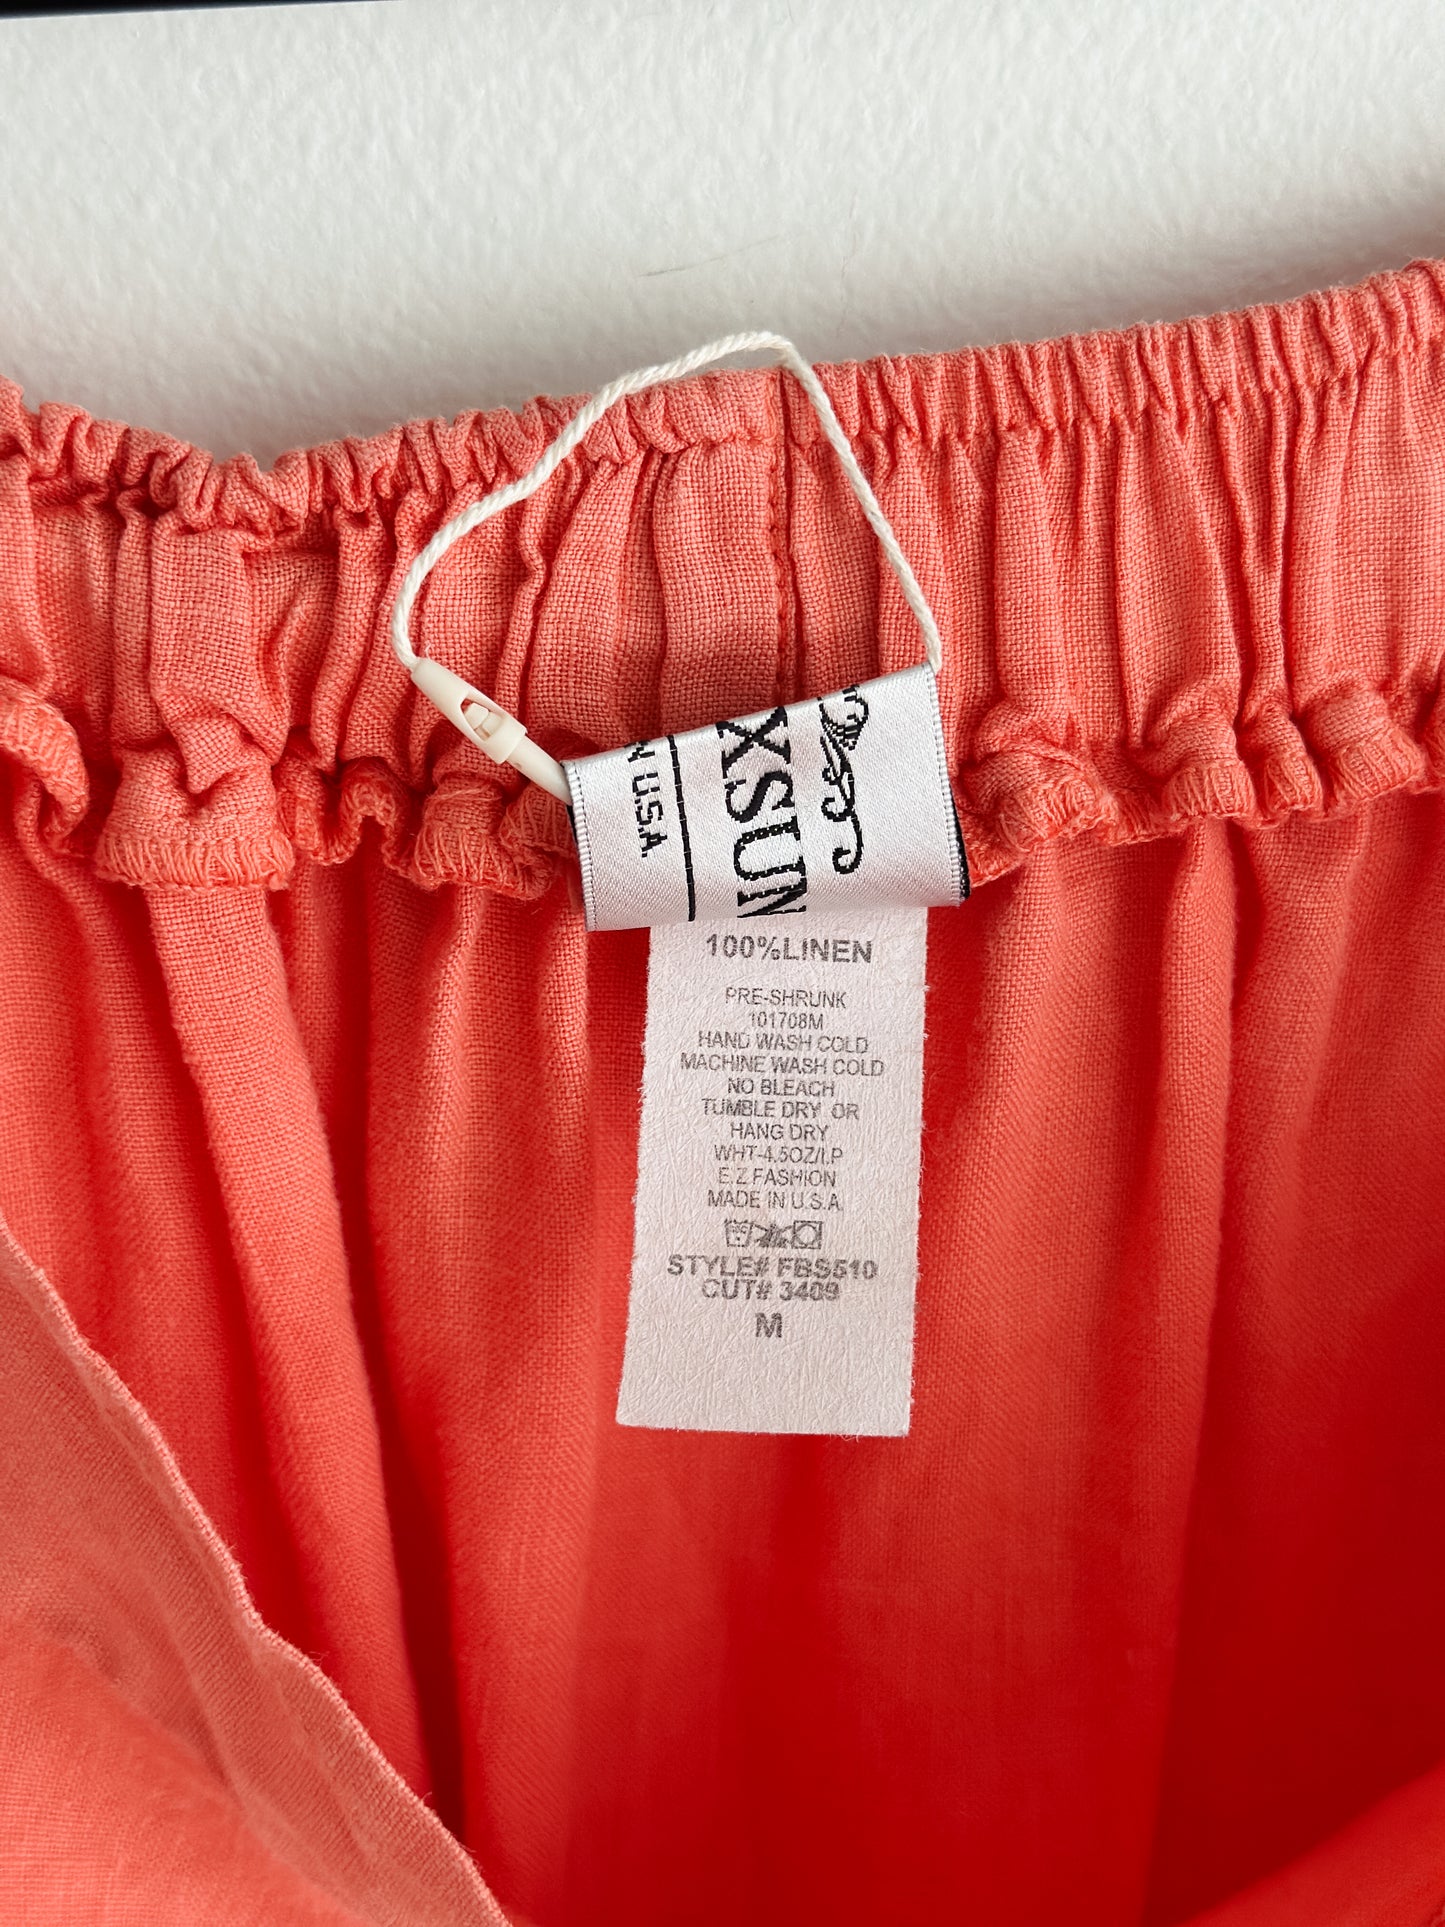 XSUN
N U.S.A.
100%LINEN
PRE-SHRUNK
101708M
HAND WASH COLD
MACHINE WASH COLD
NO BLEACH
TUMBLE DRY OR
HANG DRY
WHT-4.5OZ/LP
E.Z FASHION
MADE IN U.S.A.
STYLE# FBS510
CUT# 3409
M